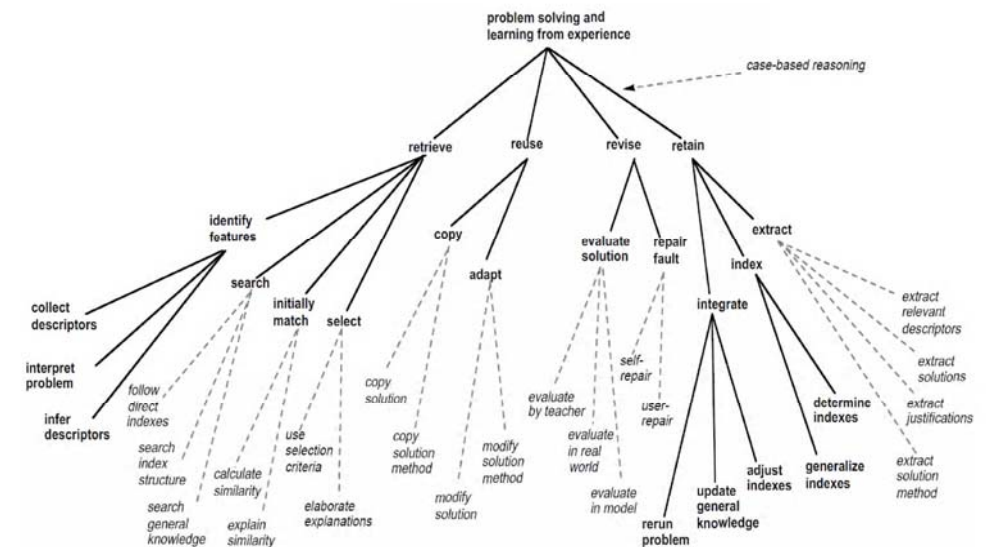 problem solving and
learning from experience
case-based reasoning
retrieve
reuse
revise
retain
identify
features
search
initially
match
select
copy
adapt
evaluate
solution
repair
fault
integrate
index
extract
collect
descriptors
interpret
problem
infer
descriptors
follow
direct
indexes
search
index
structure
search
general
knowledge
calculate
similarity
explain
similarity
use
selection
criteria
elaborate
explanations
copy
solution
copy
solution
method
modify
solution
modify
solution
method
evaluate
by teacher
evaluate
in real
world
evaluate
in model
self-
repair
user-
repair
rerun
problem
update
general
knowledge
adjust
indexes
generalize
indexes
determine
indexes
extract
relevant
descriptors
extract
solutions
extract
justifications
extract
solution
method